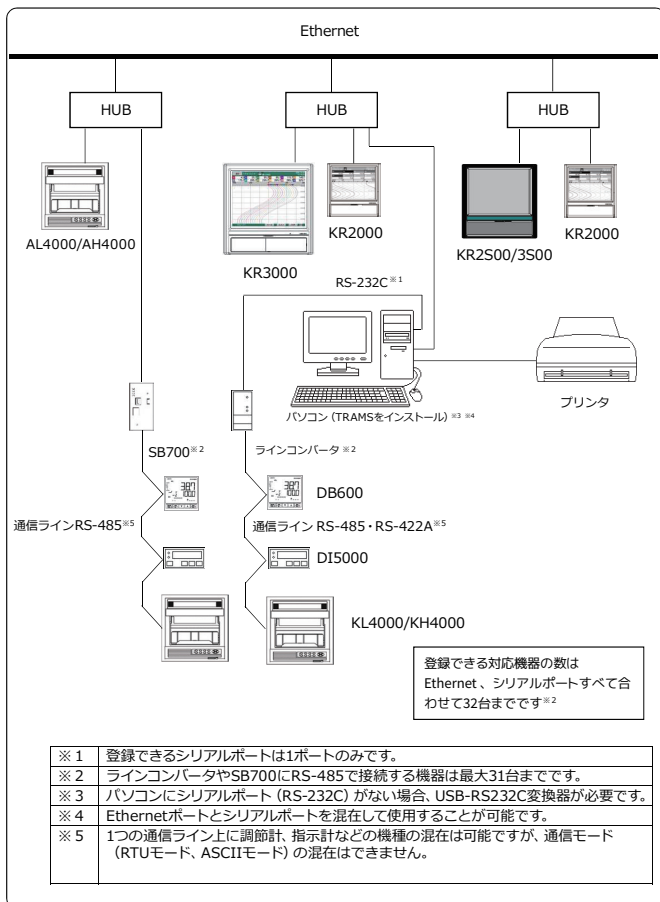 Ethernet
HUB
HUB
HUB
AL4000/AH4000
KR3000
KR2000
KR2S00/3S00
KR2000
RS-232C※1
パソコン（TRAMSをインストール）※3 ※4
プリンタ
SB700※2
ラインコンバータ※2
DB600
通信ラインRS-485※5
通信ライン RS-485・RS-422A※5
DI5000
KL4000/KH4000
登録できる対応機器の数は
Ethernet 、シリアルポートすべて合
わせて32台までです※2
※1 登録できるシリアルポートは1ポートのみです。
※2 ラインコンバータやSB700にRS-485で接続する機器は最大31台までです。
※3 パソコンにシリアルポート（RS-232C）がない場合、USB-RS232C変換器が必要です。
※4 Ethernetポートとシリアルポートを混在して使用することが可能です。
※5 1つの通信ライン上に調節計、指示計などの機種の混在は可能ですが、通信モード
（RTUモード、ASCIIモード）の混在はできません。